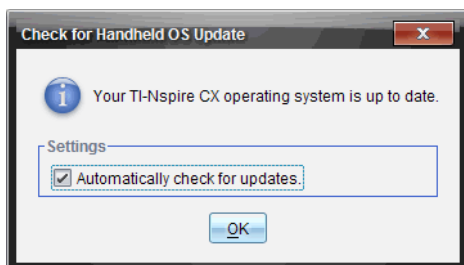 Check for Handheld OS Update
Your TI-Nspire CX operating system is up to date.
Settings
Automatically check for updates.
OK